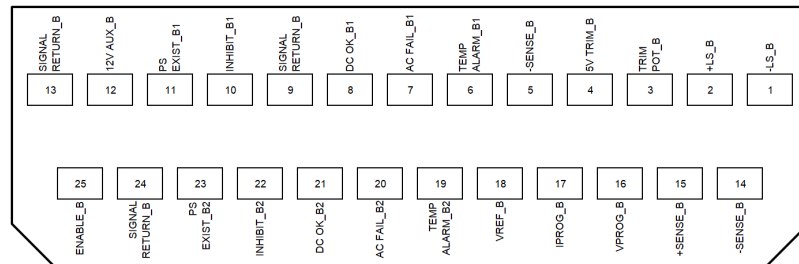 SIGNAL
RETURN_B
12V AUX_B
PS
EXIST_B1
INHIBIT_B1
SIGNAL
RETURN_B
DC OK_B1
AC FAIL_B1
TEMP
ALARM_B1
-SENSE_B
5V TRIM_B
TRIM
POT_B
+LS_B
-LS_B
13 12 11 10 9 8 7 6 5 4 3 2 1
25 24 23 22 21 20 19 18 17 16 15 14
ENABLE_B
SIGNAL
RETURN_B
PS
EXIST_B2
INHIBIT_B2
DC OK_B2
AC FAIL_B2
TEMP
ALARM_B2
VREF_B
IPROG_B
VPROG_B
+SENSE_B
-SENSE_B